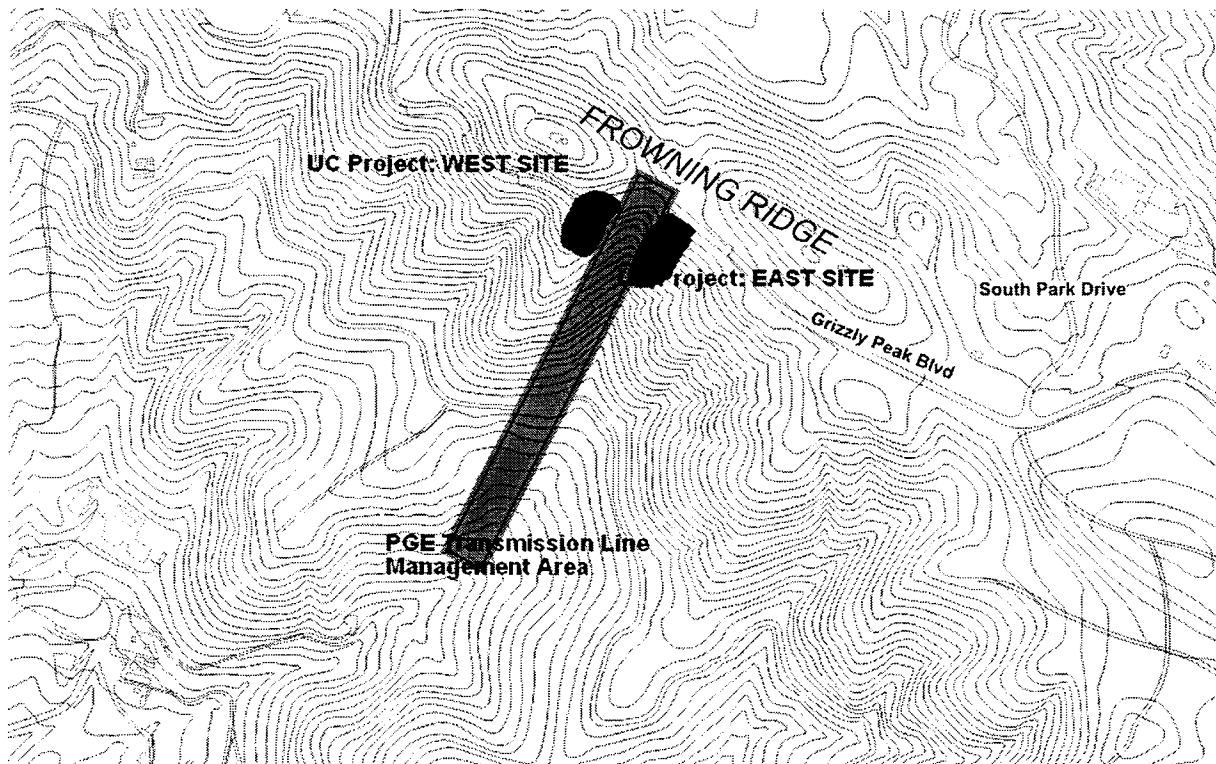 FROWNING RIDGE
UC Project: WEST SITE
roject: EAST SITE
South Park Drive
Grizzly Peak Blvd
PGE Transmission Line
Management Area